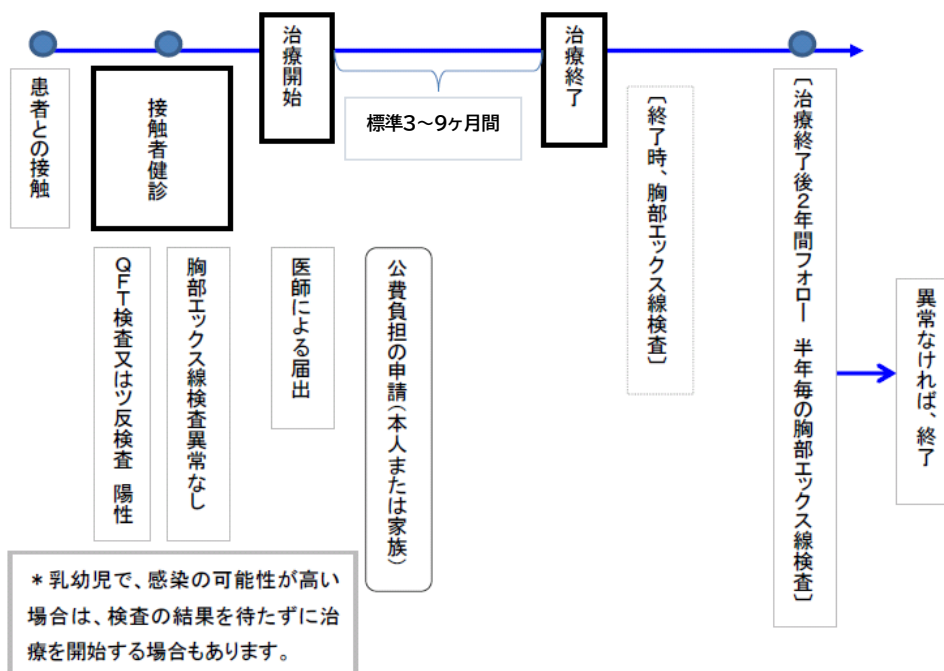 患者との接触
接触者健診
治療開始
標準3～9ヶ月間
治療終了
〔終了時、胸部エックス線検査〕
〔治療終了後2年間フォロー 半年毎の胸部エックス線検査〕
異常なければ、終了
QFT検査又はツ反検査 陽性
胸部エックス線検査異常なし
医師による届出
公費負担の申請(本人または家族)
＊乳幼児で、感染の可能性が高い
場合は、検査の結果を待たずに治
療を開始する場合もあります。